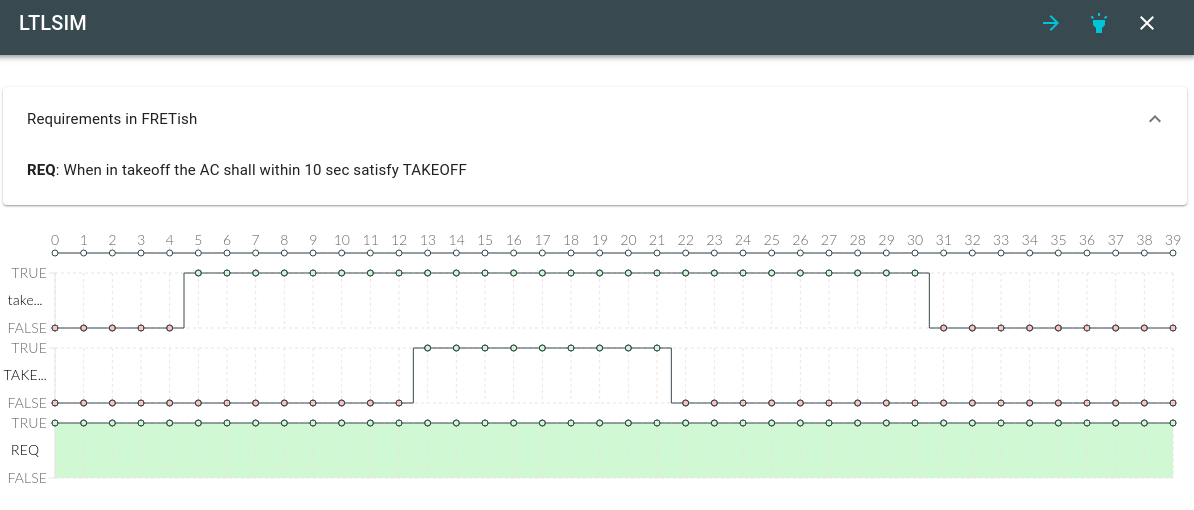 LTLSIM
Requirements in FRETish
REQ: When in takeoff the AC shall within 10 sec satisfy TAKEOFF
0 1 2 3 4 5 6 7 8 9 10 11 12 13 14 15 16 17 18 19 20 21 22 23 24 25 26 27 28 29 30 31 32 33 34 35 36 37 38 39
TRUE
take...
FALSE
TRUE
TAKE...
FALSE
TRUE
REQ
FALSE